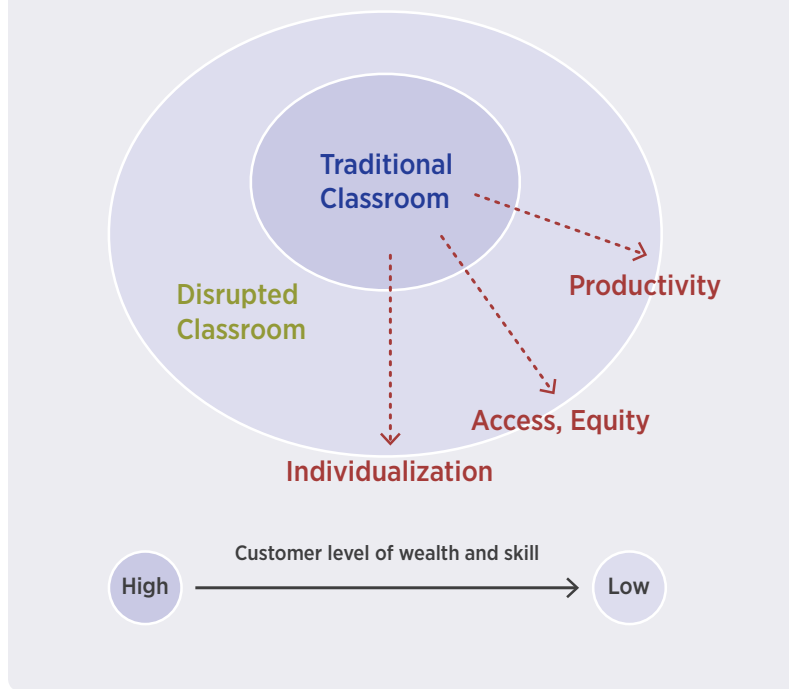 Traditional
Classroom
Disrupted
Classroom
Productivity
Access, Equity
Individualization
Customer level of wealth and skill
High
Low